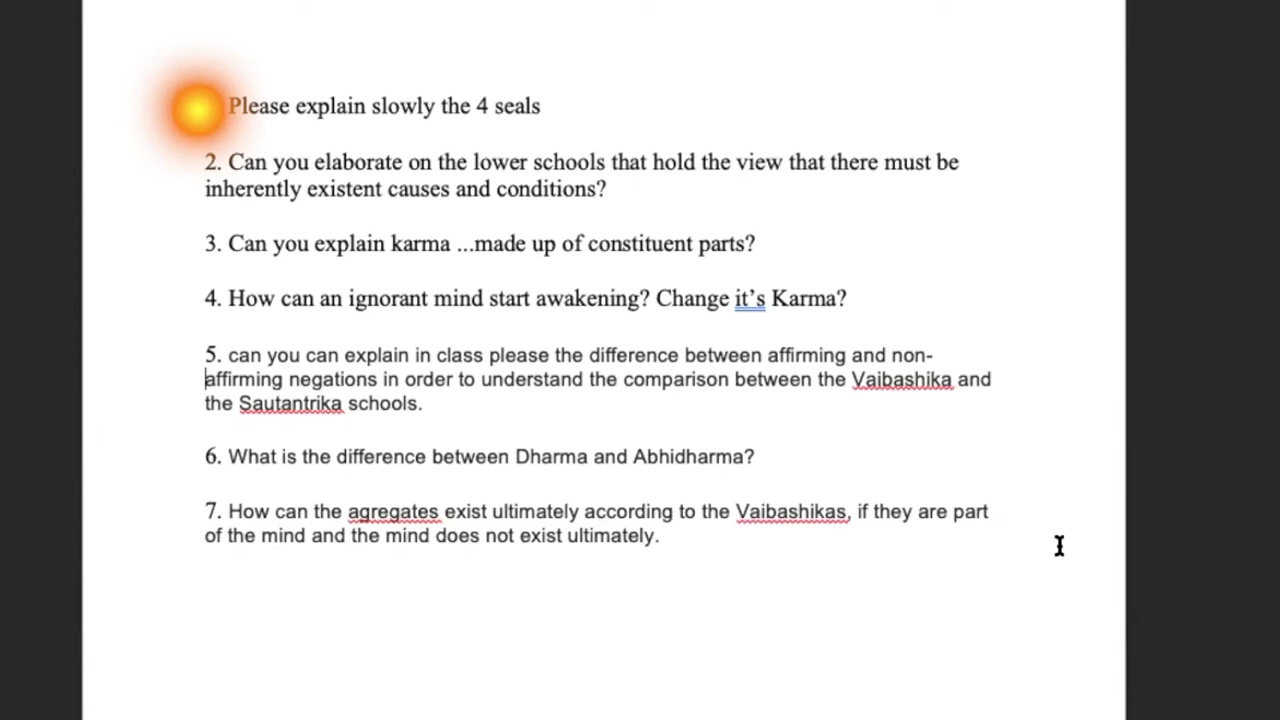 Please explain slowly the 4 seals
2. Can you elaborate on the lower schools that hold the view that there must be
inherently existent causes and conditions?
3. Can you explain karma ...made up of constituent parts?
4. How can an ignorant mind start awakening? Change it’s Karma?
5. can you can explain in class please the difference between affirming and non-
affirming negations in order to understand the comparison between the Vaibashika and
the Sautantrika schools.
6. What is the difference between Dharma and Abhidharma?
7. How can the agregates exist ultimately according to the Vaibashikas, if they are part
of the mind and the mind does not exist ultimately.